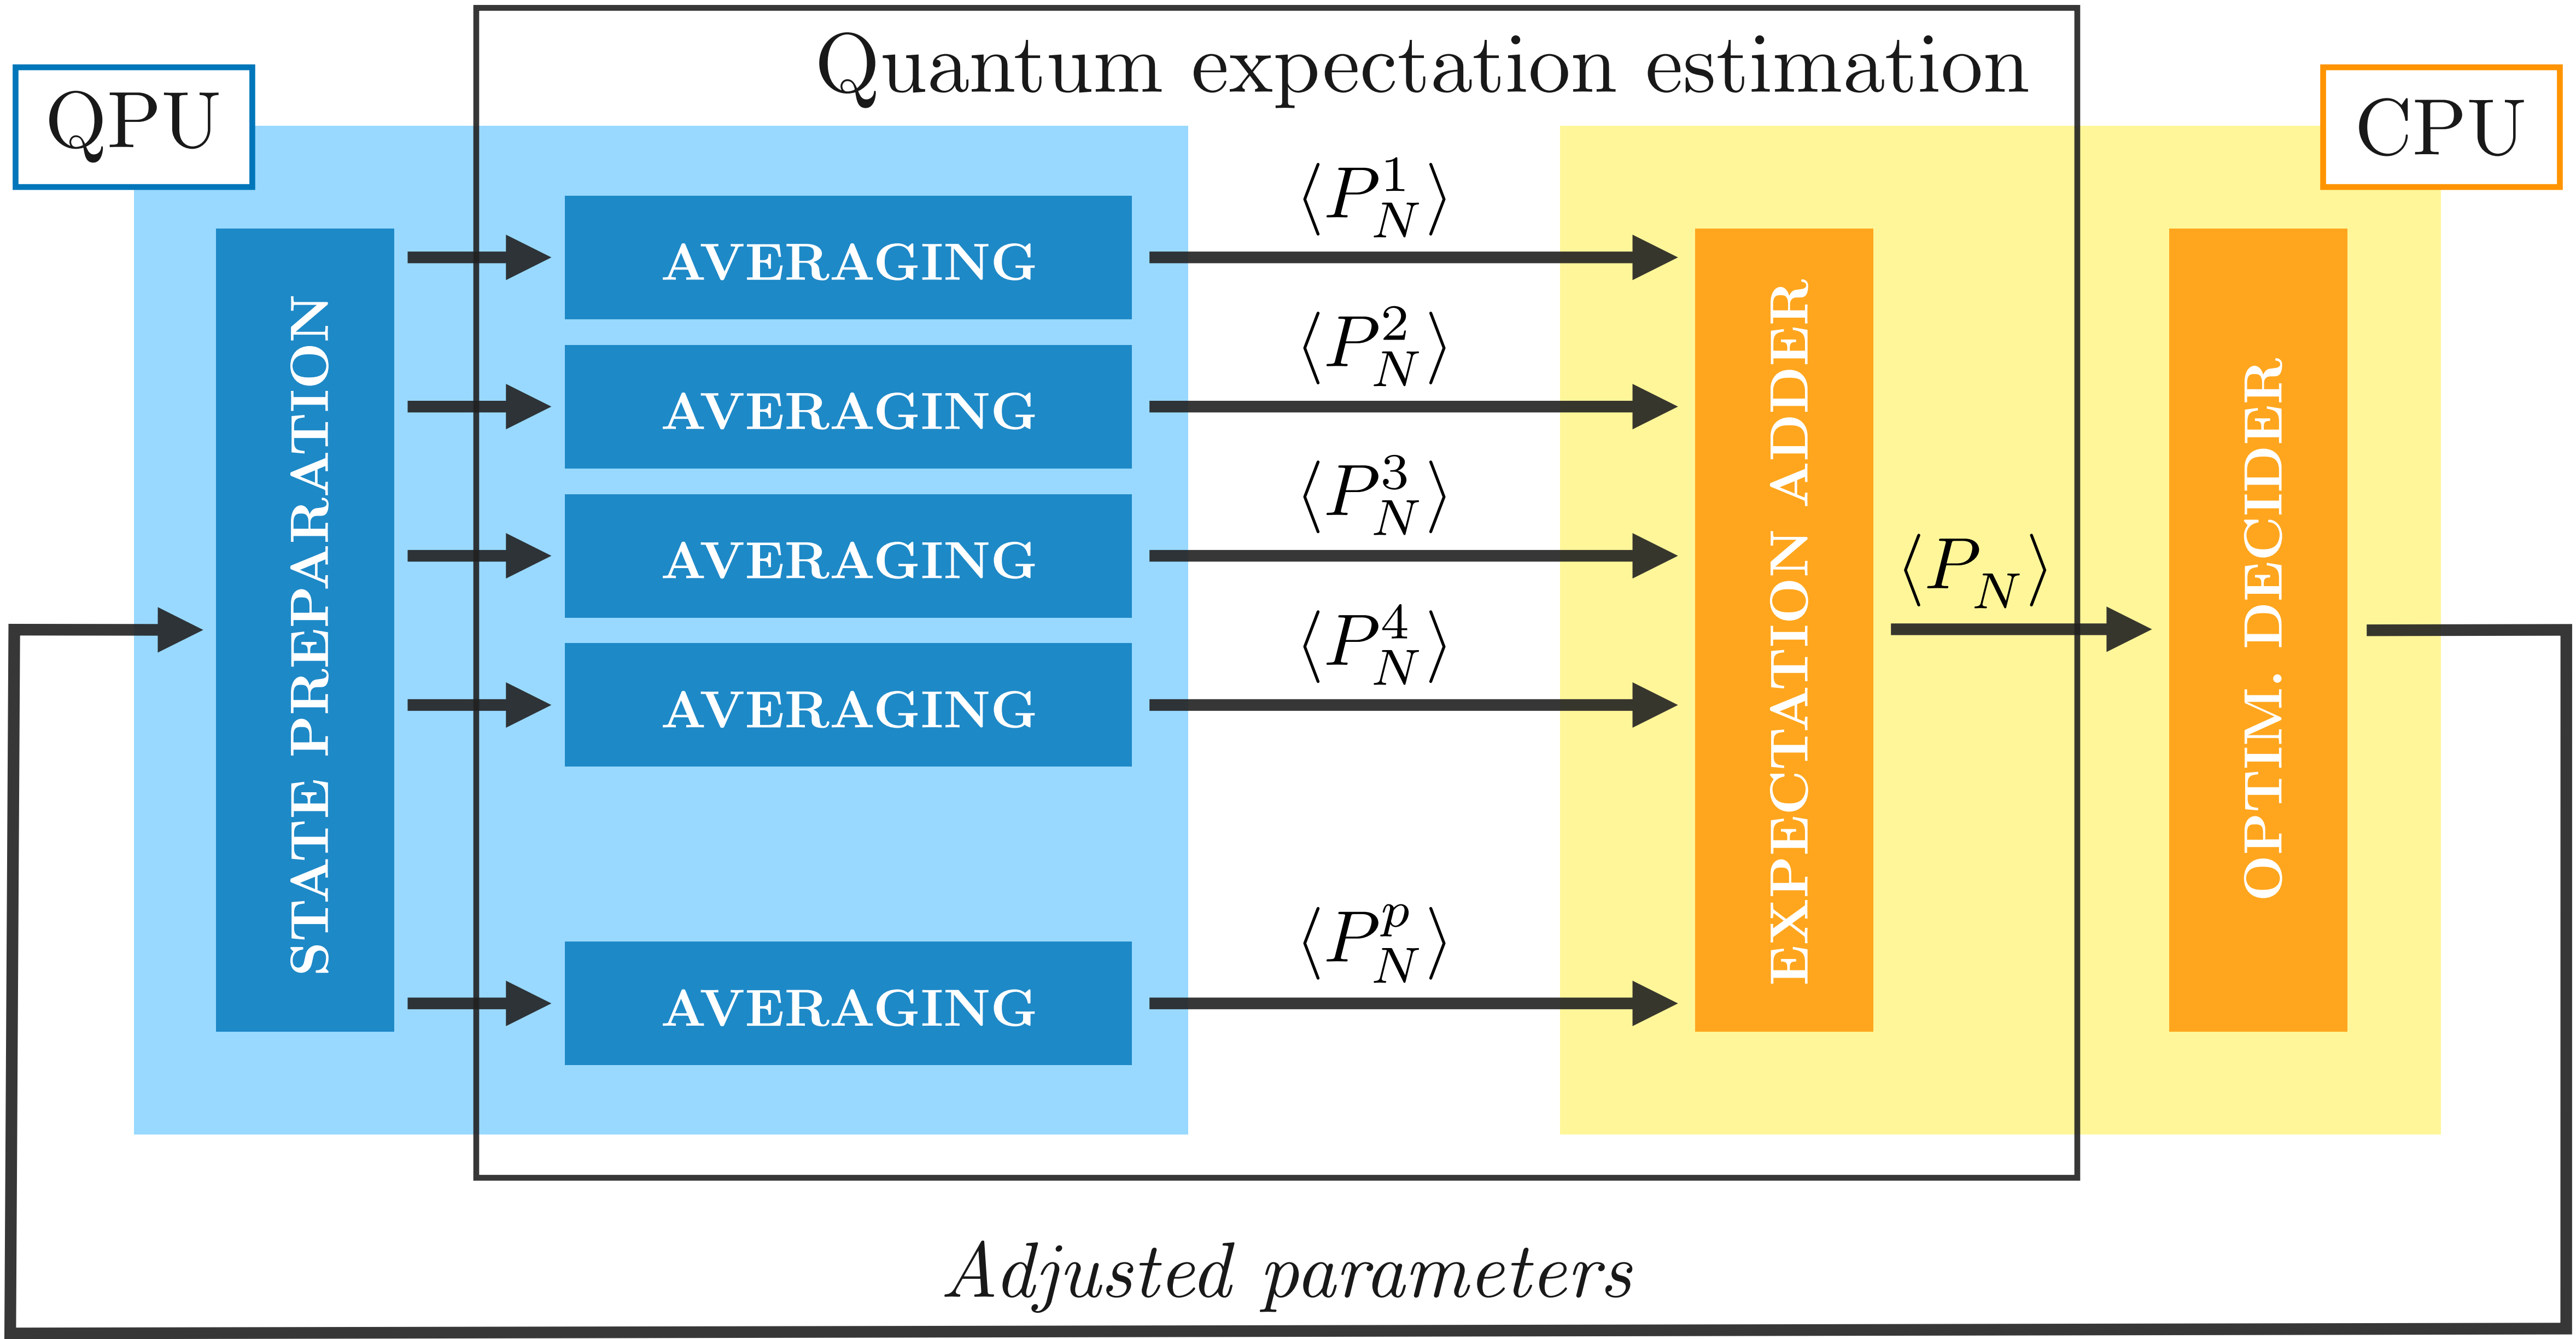 Quantum expectation estimation
QPU
CPU
STATE PREPARATION
AVERAGING
AVERAGING
AVERAGING
AVERAGING
AVERAGING
⟨P_N^1⟩
⟨P_N^2⟩
⟨P_N^3⟩
⟨P_N^4⟩
⟨P_N^p⟩
EXPECTATION ADDER
⟨P_N⟩
OPTIM. DECIDER
Adjusted parameters